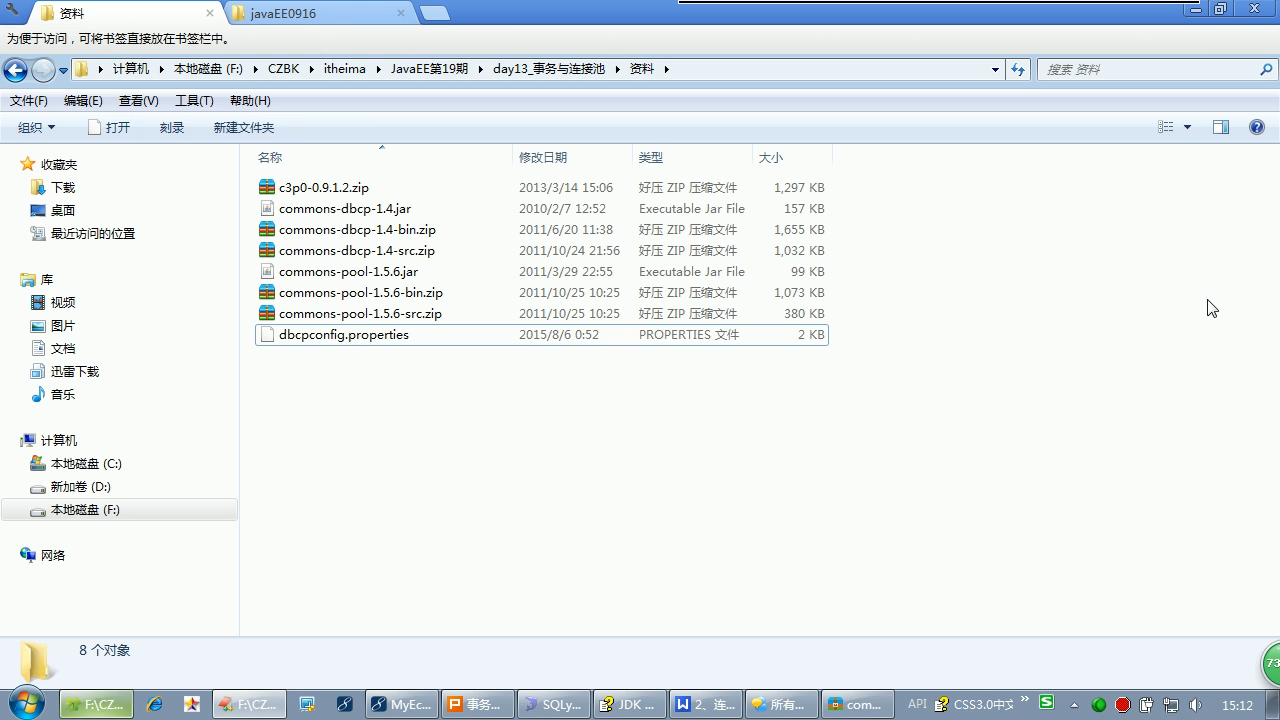 资料
javaEE0916
为便于访问，可将书签直接放在书签栏中。
计算机 本地磁盘 (F:) CZBK itheima JavaEE第19期 day13_事务与连接池 资料
搜索 资料
文件(F) 编辑(E) 查看(V) 工具(T) 帮助(H)
组织 打开 刻录 新建文件夹
名称 修改日期 类型 大小
c3p0-0.9.1.2.zip 2013/3/14 15:06 好压 ZIP 压缩文件 1,297 KB
commons-dbcp-1.4.jar 2010/2/7 12:52 Executable Jar File 157 KB
commons-dbcp-1.4-bin.zip 2011/6/20 11:38 好压 ZIP 压缩文件 1,655 KB
commons-dbcp-1.4-src.zip 2011/10/24 21:56 好压 ZIP 压缩文件 1,032 KB
commons-pool-1.5.6.jar 2011/3/29 22:55 Executable Jar File 99 KB
commons-pool-1.5.6-bin.zip 2011/10/25 10:25 好压 ZIP 压缩文件 1,073 KB
commons-pool-1.5.6-src.zip 2011/10/25 10:25 好压 ZIP 压缩文件 380 KB
dbcpconfig.properties 2015/8/6 0:52 PROPERTIES 文件 2 KB
收藏夹
下载
桌面
最近访问的位置
库
视频
图片
文档
迅雷下载
音乐
计算机
本地磁盘 (C:)
新加卷 (D:)
本地磁盘 (F:)
网络
8 个对象
73
F:\CZ... F:\CZ... MyEc... 事务... SQLy... JDK ... 2、连... 所有... com... API CSS3.0中文 15:12